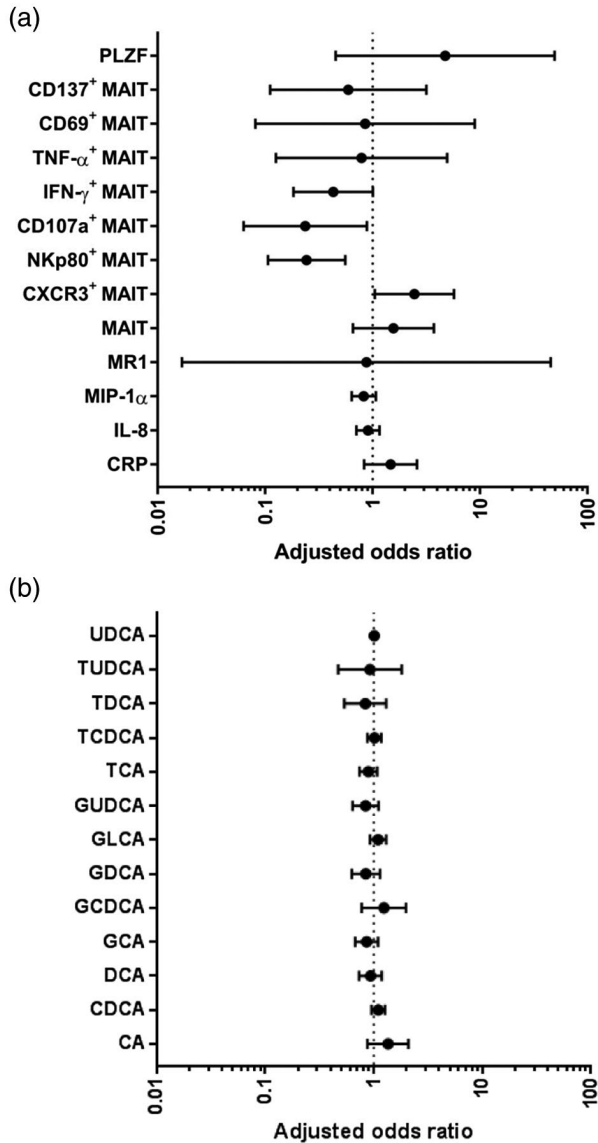 (a)
PLZF
CD137+ MAIT
CD69+ MAIT
TNF-α+ MAIT
IFN-γ+ MAIT
CD107a+ MAIT
NKp80+ MAIT
CXCR3+ MAIT
MAIT
MR1
MIP-1α
IL-8
CRP
0.01 0.1 1 10 100
Adjusted odds ratio
(b)
UDCA
TUDCA
TDCA
TCDCA
TCA
GUDCA
GLCA
GDCA
GCDCA
GCA
DCA
CDCA
CA
0.01 0.1 1 10 100
Adjusted odds ratio